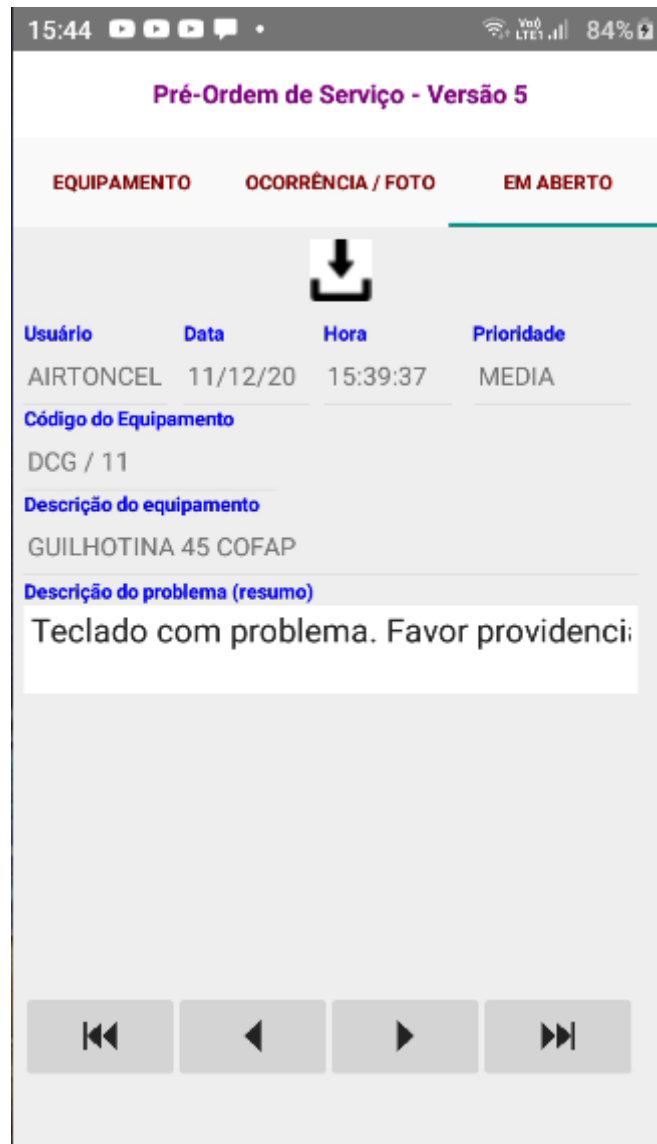 15:44 84%
Pré-Ordem de Serviço - Versão 5
EQUIPAMENTO OCORRÊNCIA / FOTO EM ABERTO
Usuário Data Hora Prioridade
AIRTONCEL 11/12/20 15:39:37 MEDIA
Código do Equipamento
DCG / 11
Descrição do equipamento
GUILHOTINA 45 COFAP
Descrição do problema (resumo)
Teclado com problema. Favor